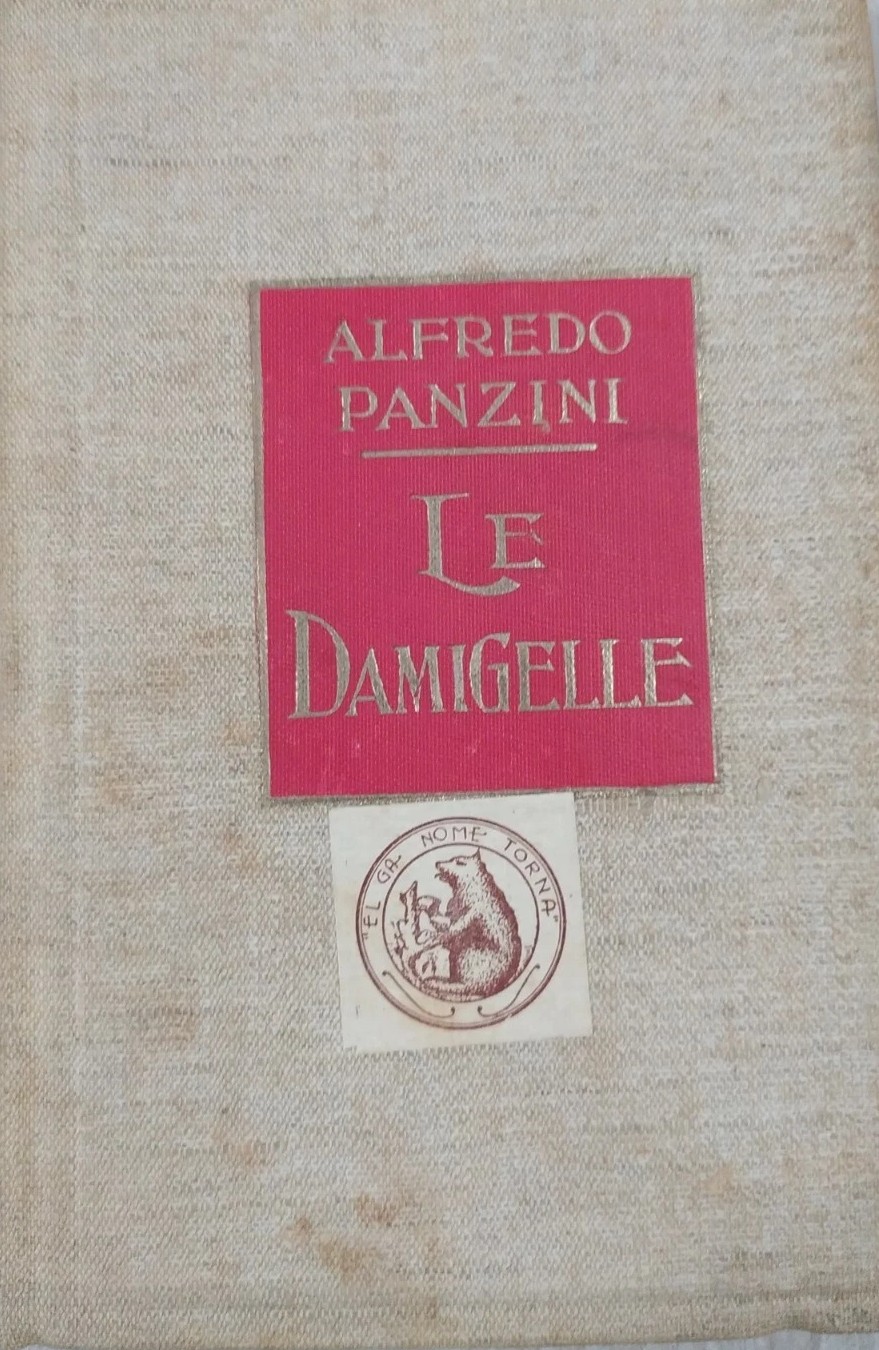 ALFREDO
PANZINI
LE
DAMIGELLE
"EL GA NOME TORNA"